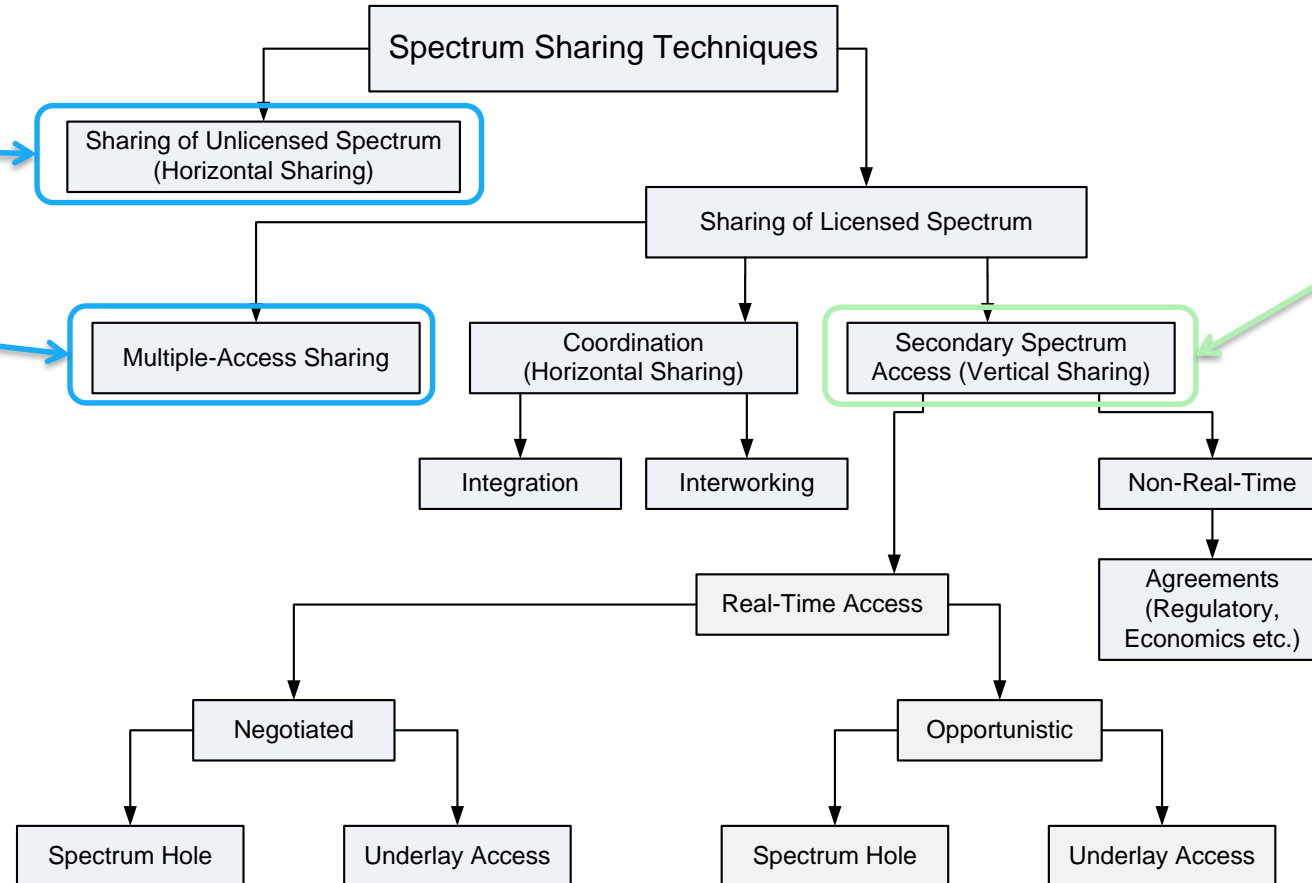 Spectrum Sharing Techniques
Sharing of Unlicensed Spectrum
(Horizontal Sharing)
Sharing of Licensed Spectrum
Multiple-Access Sharing
Coordination
(Horizontal Sharing)
Secondary Spectrum
Access (Vertical Sharing)
Integration
Interworking
Non-Real-Time
Agreements
(Regulatory,
Economics etc.)
Real-Time Access
Negotiated
Opportunistic
Spectrum Hole
Underlay Access
Spectrum Hole
Underlay Access